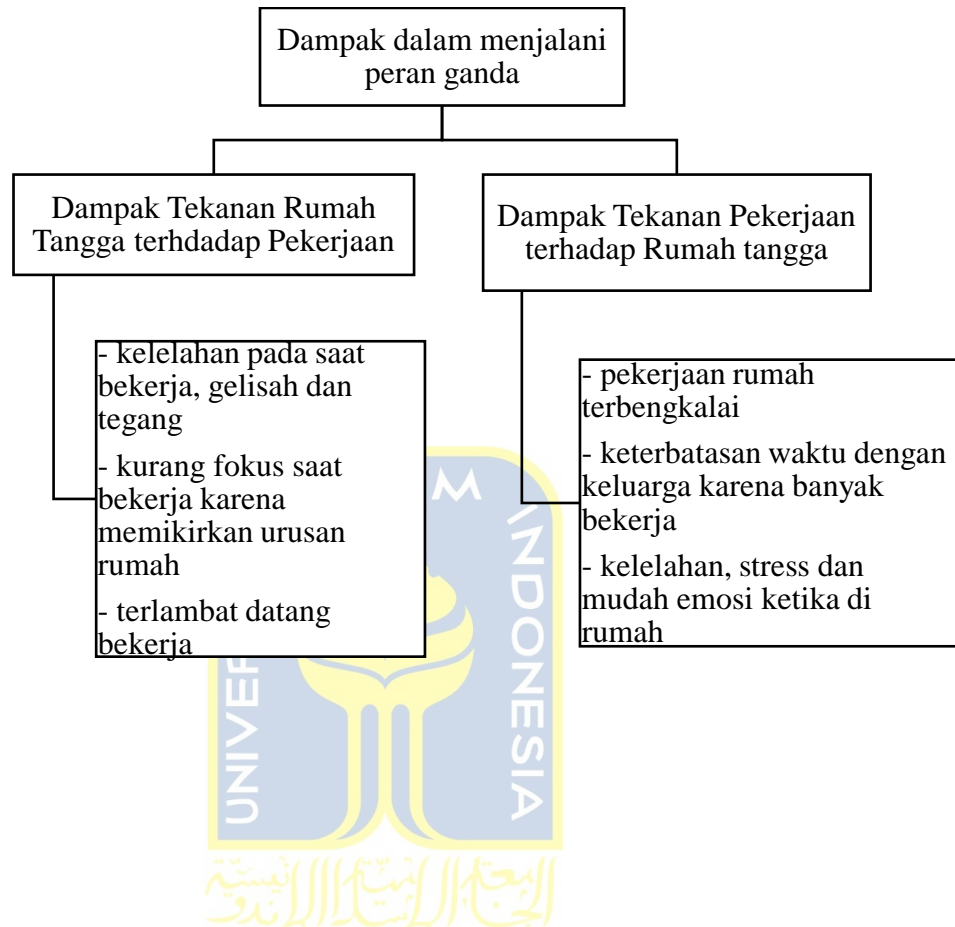 Dampak dalam menjalani
peran ganda
Dampak Tekanan Rumah
Tangga terhdadap Pekerjaan
Dampak Tekanan Pekerjaan
terhadap Rumah tangga
- kelelahan pada saat
bekerja, gelisah dan
tegang
- kurang fokus saat
bekerja karena
memikirkan urusan
rumah
- terlambat datang
bekerja
- pekerjaan rumah
terbengkalai
- keterbatasan waktu dengan
keluarga karena banyak
bekerja
- kelelahan, stress dan
mudah emosi ketika di
rumah
M
INDONESIA